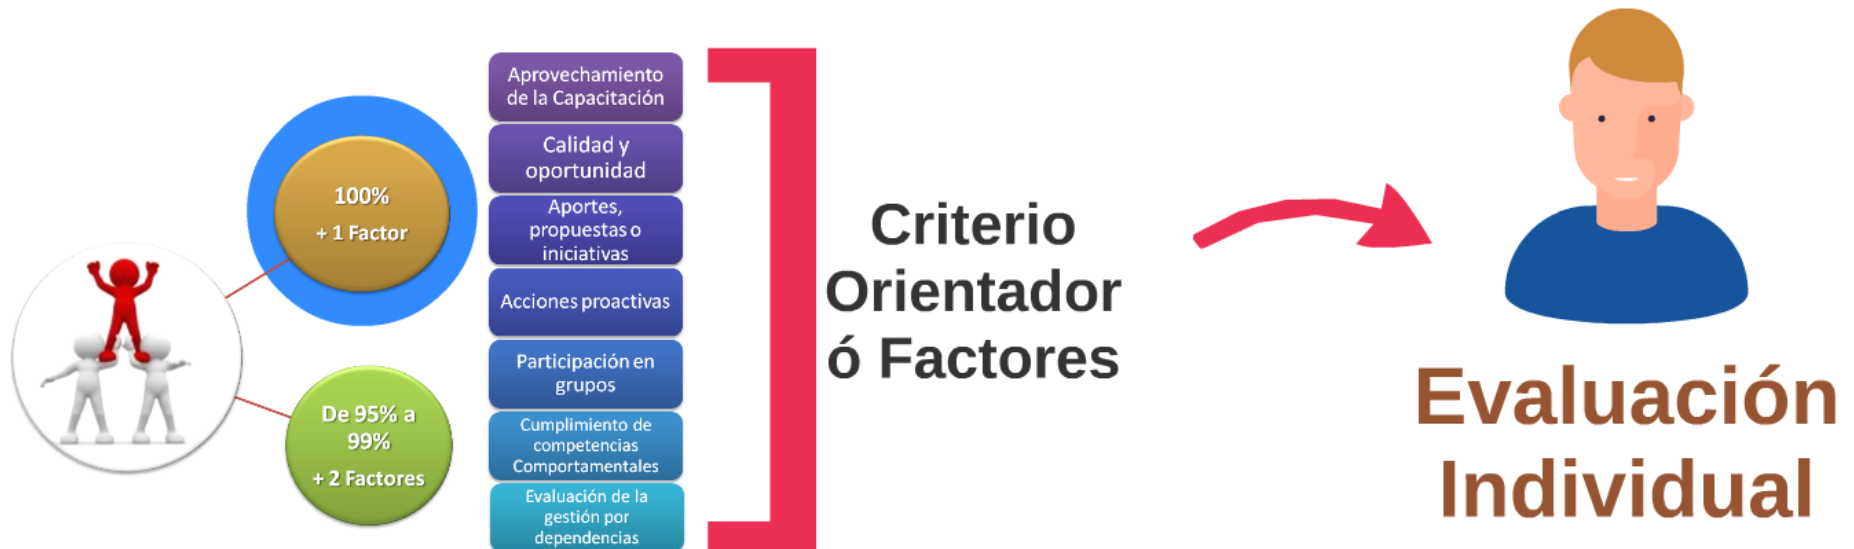 100%
+ 1 Factor
De 95% a
99%
+ 2 Factores
Aprovechamiento
de la Capacitación
Calidad y
oportunidad
Aportes,
propuestas o
iniciativas
Acciones proactivas
Participación en
grupos
Cumplimiento de
competencias
Comportamentales
Evaluación de la
gestión por
dependencias
Criterio
Orientador
ó Factores
Evaluación
Individual